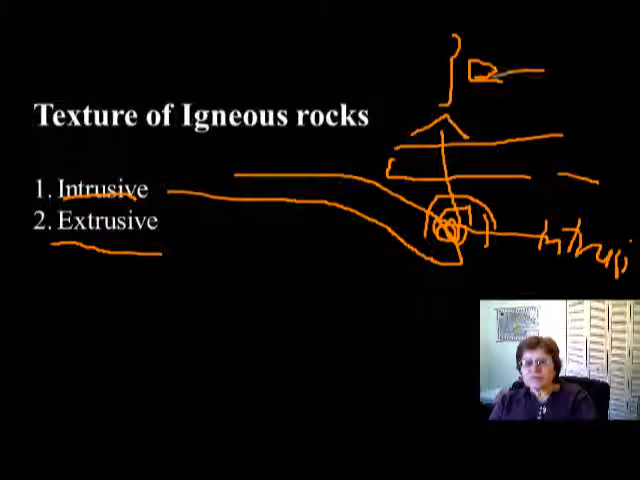 Texture of Igneous rocks
1. Intrusive
2. Extrusive
Intrusi